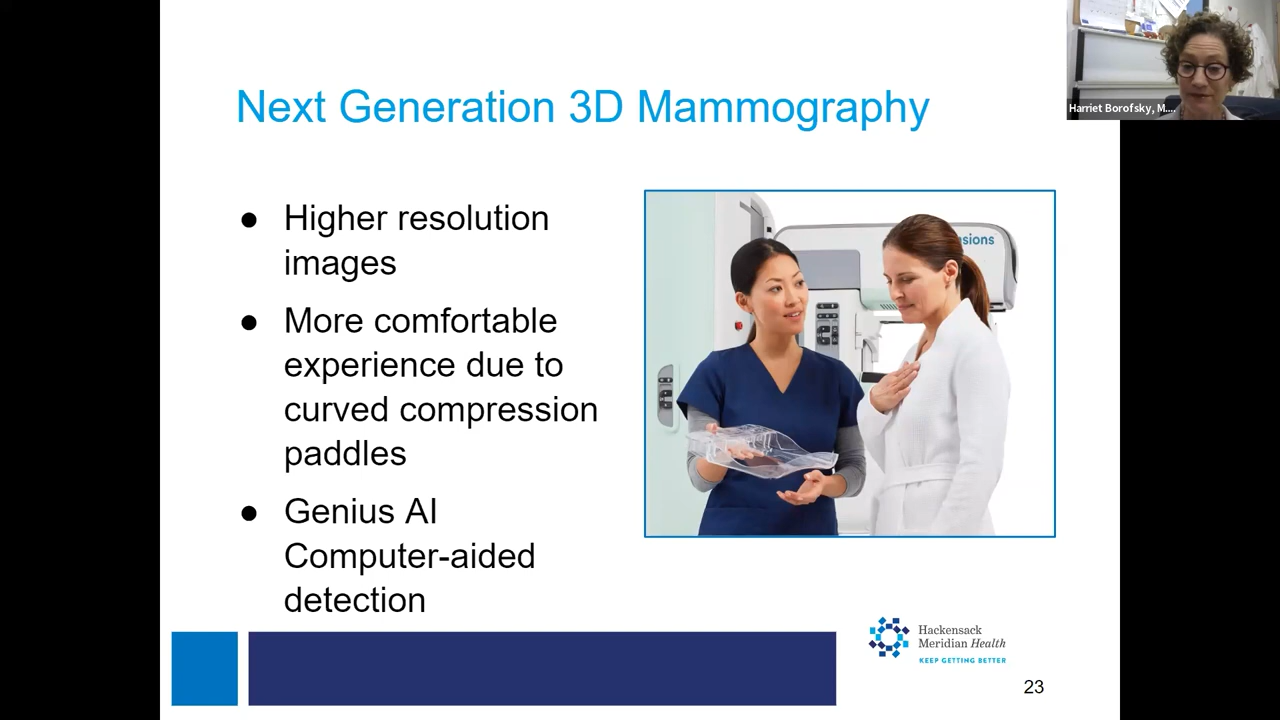 Next Generation 3D Mammography
Harriet Borofsky, M....
● Higher resolution
images
● More comfortable
experience due to
curved compression
paddles
● Genius AI
Computer-aided
detection
sions
Hackensack
Meridian Health
KEEP GETTING BETTER
23